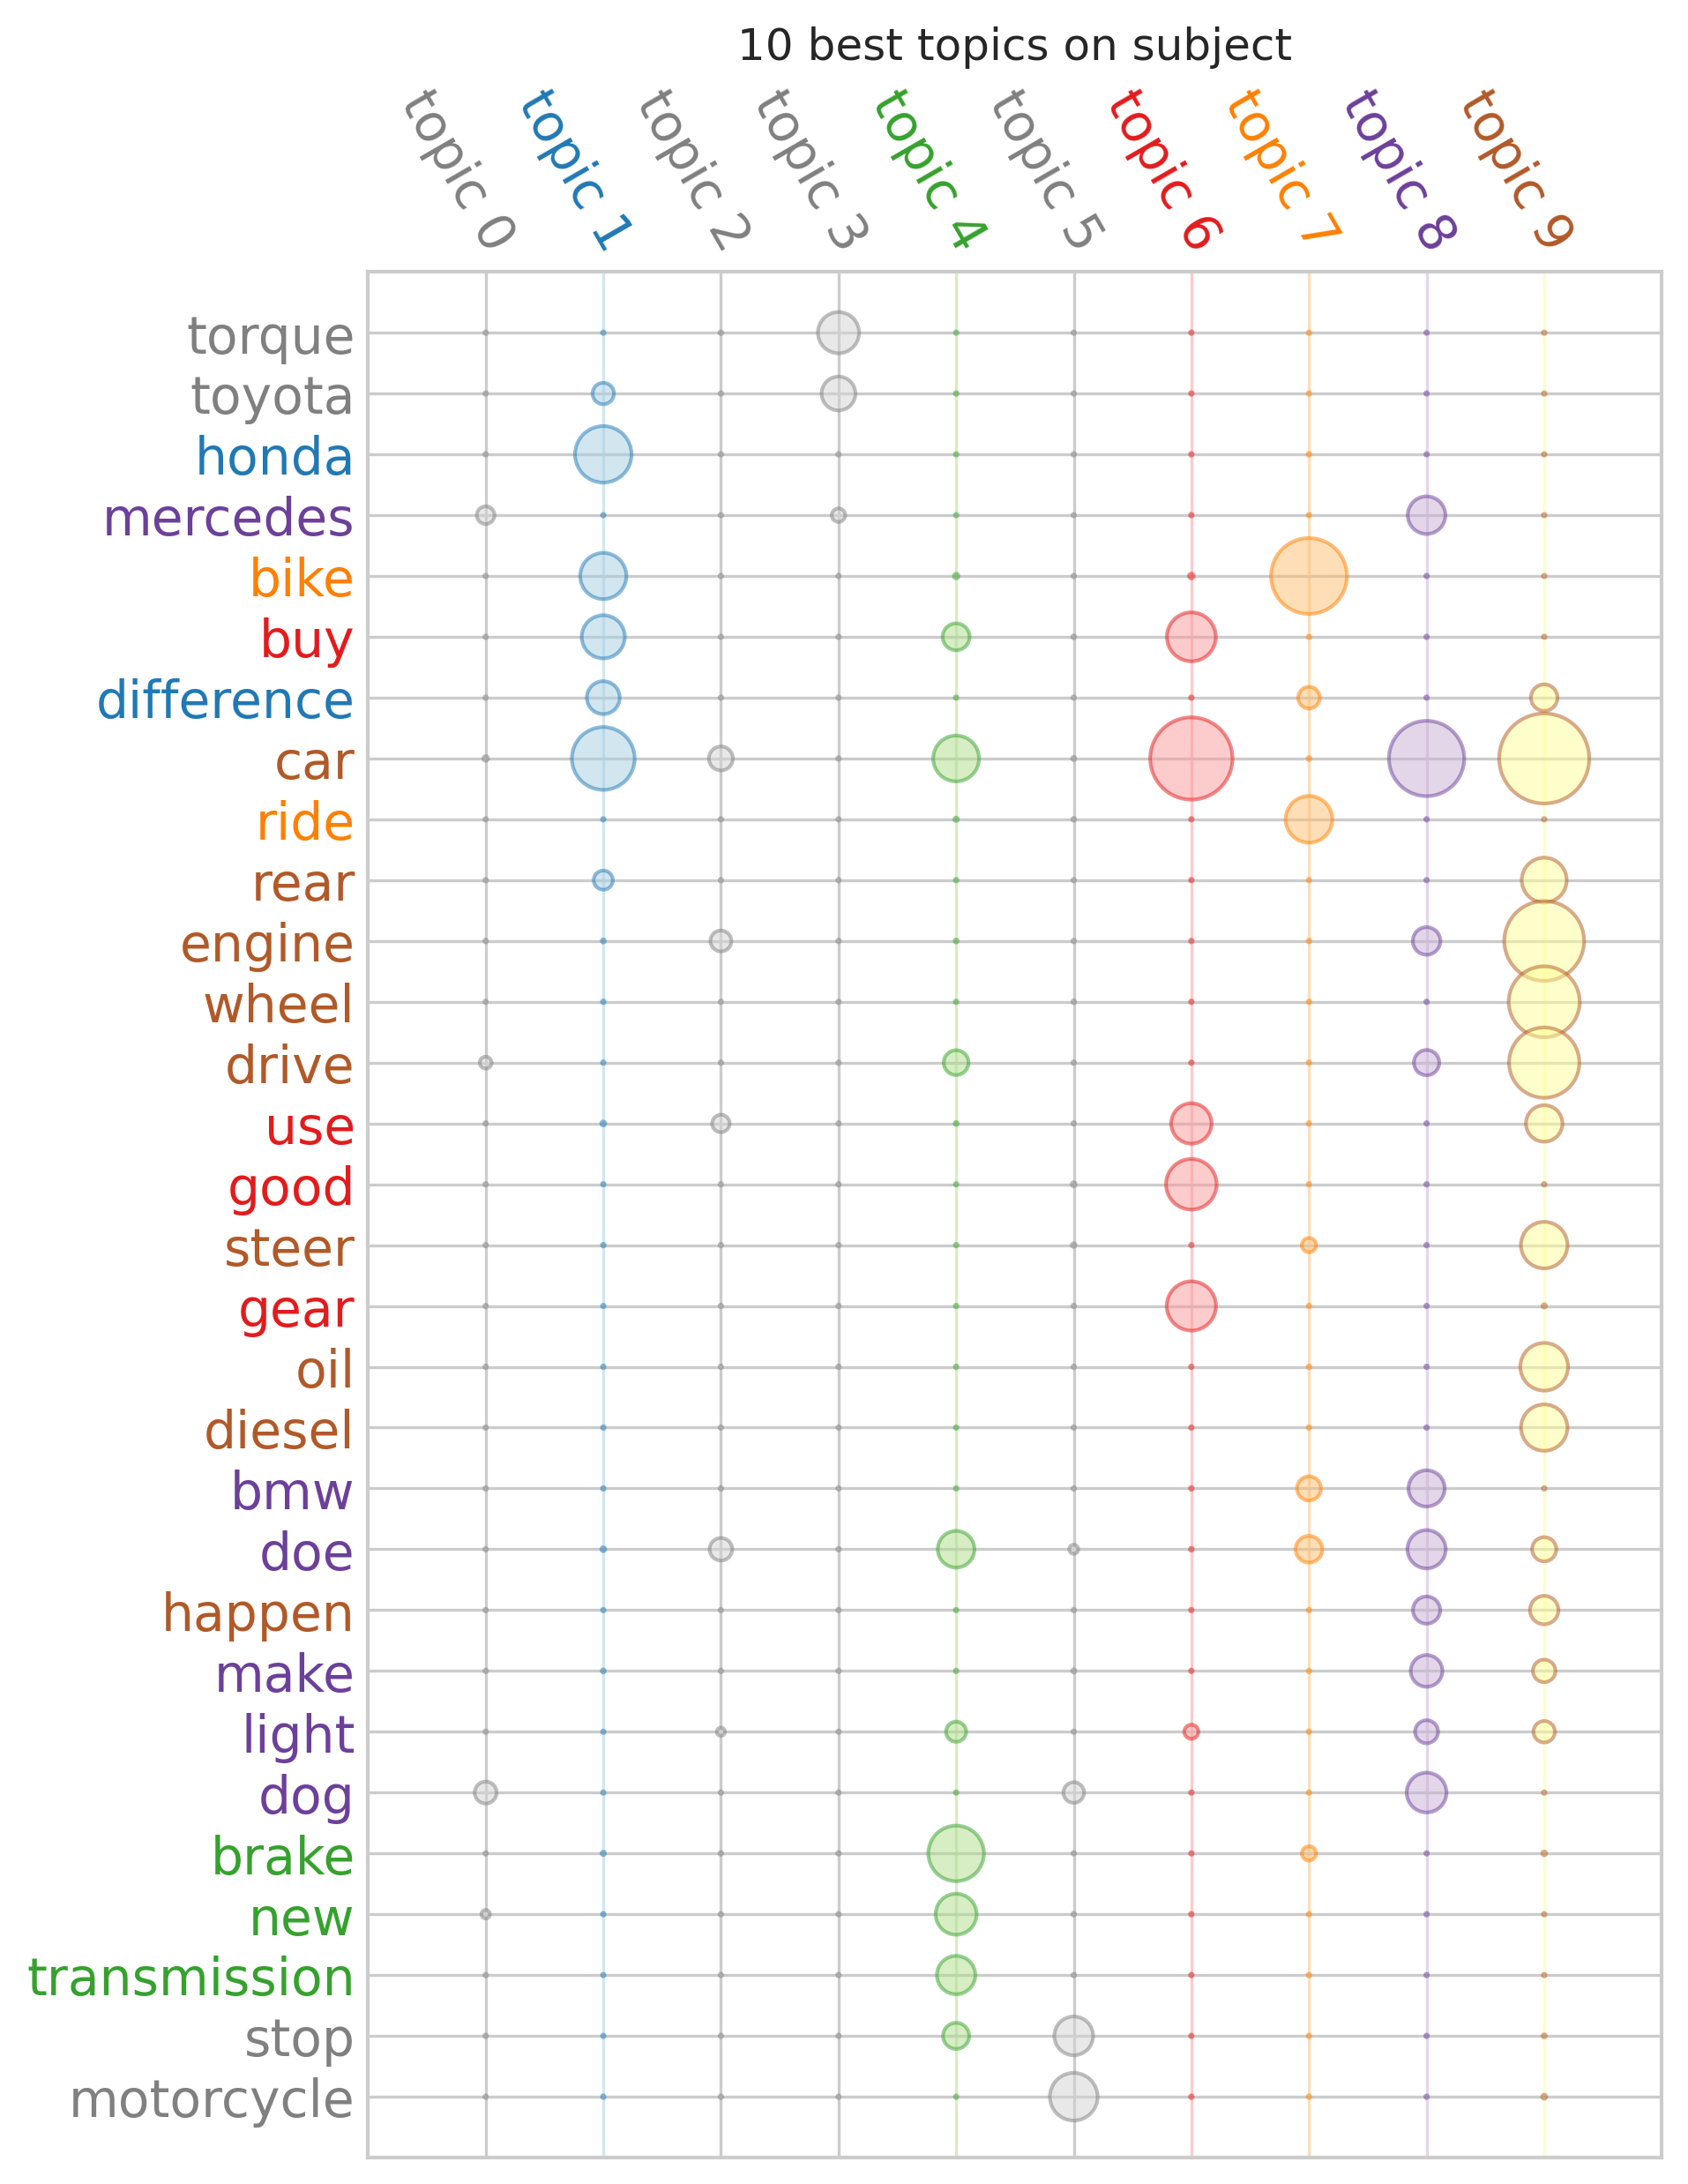 10 best topics on subject
topic 0
topic 1
topic 2
topic 3
topic 4
topic 5
topic 6
topic 7
topic 8
topic 9
torque
toyota
honda
mercedes
bike
buy
difference
car
ride
rear
engine
wheel
drive
use
good
steer
gear
oil
diesel
bmw
doe
happen
make
light
dog
brake
new
transmission
stop
motorcycle